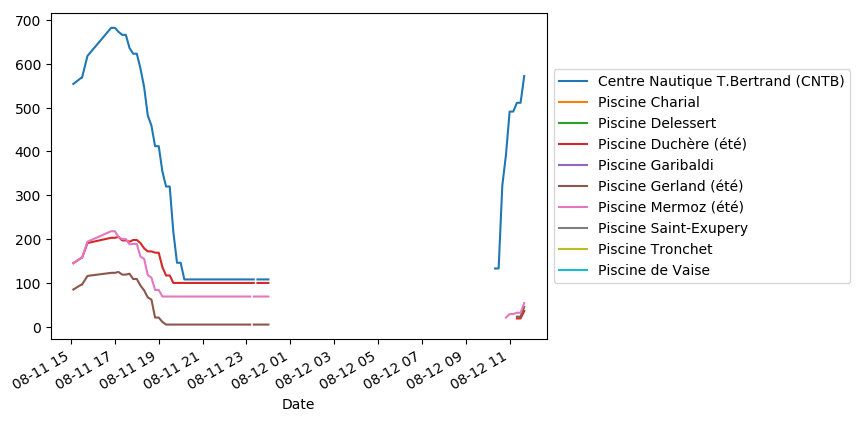 700
600
500
400
300
200
100
0
08-11 15
08-11 17
08-11 19
08-11 21
08-11 23
08-12 01
08-12 03
08-12 05
08-12 07
08-12 09
08-12 11
Date
Centre Nautique T.Bertrand (CNTB)
Piscine Charial
Piscine Delessert
Piscine Duchère (été)
Piscine Garibaldi
Piscine Gerland (été)
Piscine Mermoz (été)
Piscine Saint-Exupery
Piscine Tronchet
Piscine de Vaise